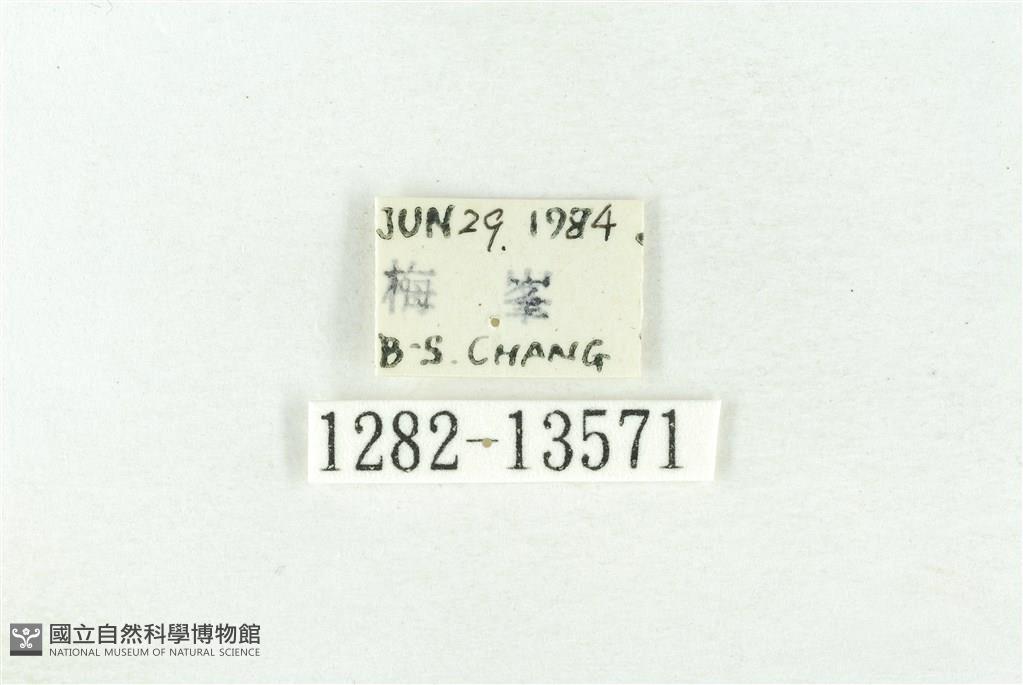 JUN 29. 1984.
梅 峯
B-S. CHANG
1282-13571
國立自然科學博物館
NATIONAL MUSEUM OF NATURAL SCIENCE